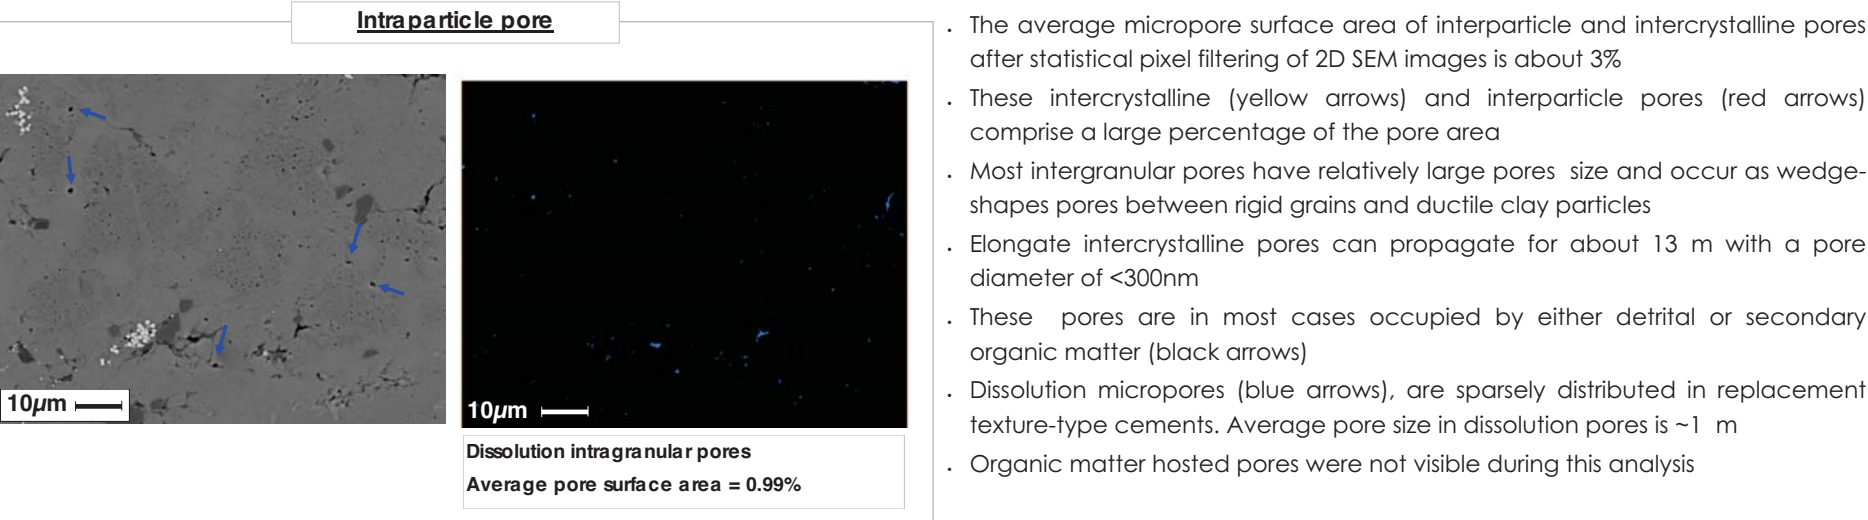 Intraparticle pore
10µm
10µm
Dissolution intragranular pores
Average pore surface area = 0.99%
. The average micropore surface area of interparticle and intercrystalline pores
after statistical pixel filtering of 2D SEM images is about 3%
. These intercrystalline (yellow arrows) and interparticle pores (red arrows)
comprise a large percentage of the pore area
. Most intergranular pores have relatively large pores size and occur as wedge-
shapes pores between rigid grains and ductile clay particles
. Elongate intercrystalline pores can propagate for about 13 m with a pore
diameter of <300nm
. These pores are in most cases occupied by either detrital or secondary
organic matter (black arrows)
. Dissolution micropores (blue arrows), are sparsely distributed in replacement
texture-type cements. Average pore size in dissolution pores is ~1 m
. Organic matter hosted pores were not visible during this analysis